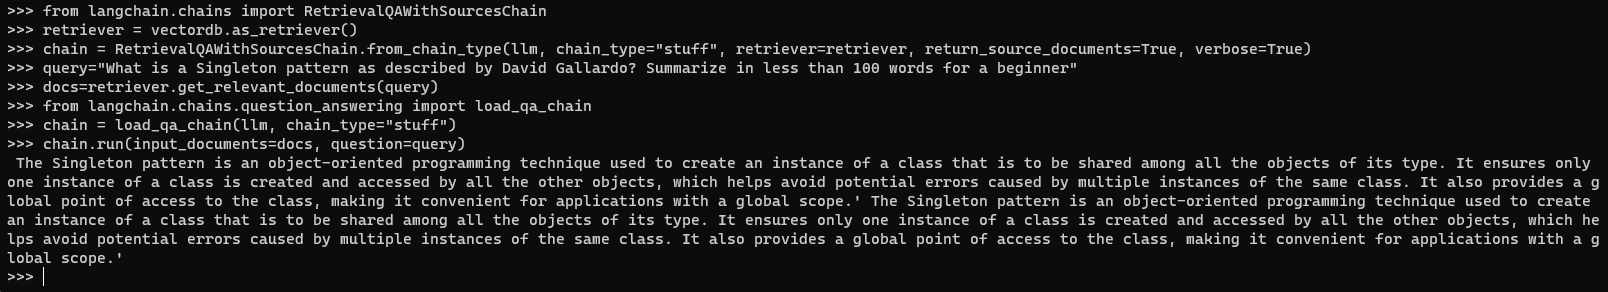 >>> from langchain.chains import RetrievalQAWithSourcesChain
>>> retriever = vectordb.as_retriever()
>>> chain = RetrievalQAWithSourcesChain.from_chain_type(llm, chain_type="stuff", retriever=retriever, return_source_documents=True, verbose=True)
>>> query="What is a Singleton pattern as described by David Gallardo? Summarize in less than 100 words for a beginner"
>>> docs=retriever.get_relevant_documents(query)
>>> from langchain.chains.question_answering import load_qa_chain
>>> chain = load_qa_chain(llm, chain_type="stuff")
>>> chain.run(input_documents=docs, question=query)
 The Singleton pattern is an object-oriented programming technique used to create an instance of a class that is to be shared among all the objects of its type. It ensures only
one instance of a class is created and accessed by all the other objects, which helps avoid potential errors caused by multiple instances of the same class. It also provides a g
lobal point of access to the class, making it convenient for applications with a global scope.' The Singleton pattern is an object-oriented programming technique used to create
an instance of a class that is to be shared among all the objects of its type. It ensures only one instance of a class is created and accessed by all the other objects, which he
lps avoid potential errors caused by multiple instances of the same class. It also provides a global point of access to the class, making it convenient for applications with a g
lobal scope.'
>>>